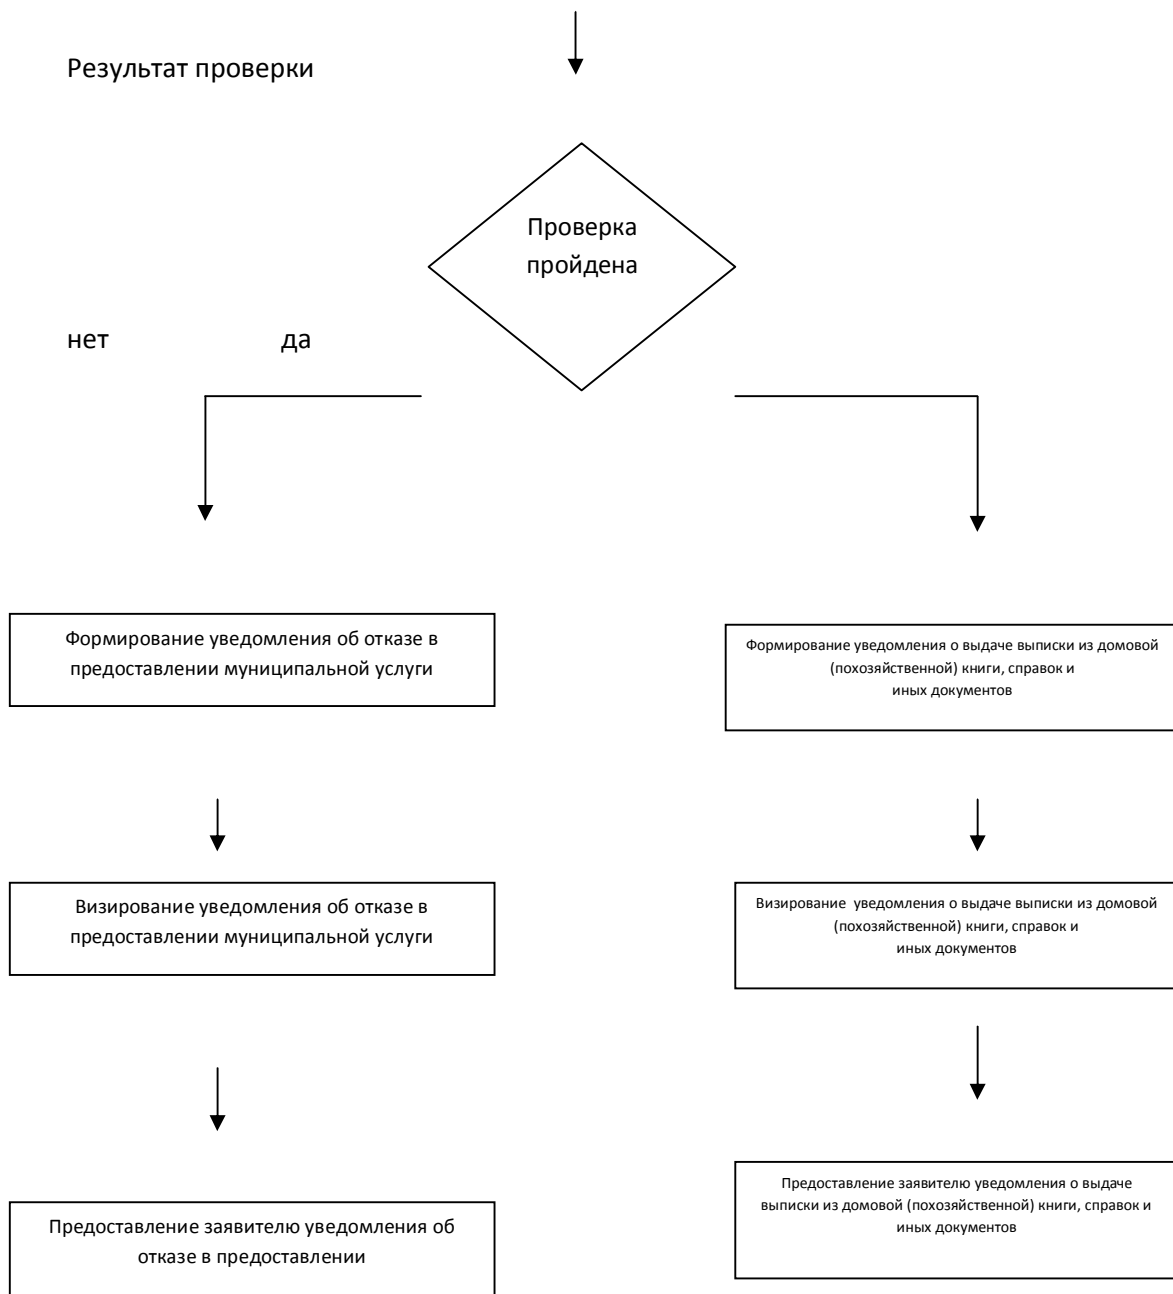 Результат проверки
Проверка
пройдена
нет да
Формирование уведомления об отказе в
предоставлении муниципальной услуги
Формирование уведомления о выдаче выписки из домовой
(похозяйственной) книги, справок и
иных документов
Визирование уведомления об отказе в
предоставлении муниципальной услуги
Визирование уведомления о выдаче выписки из домовой
(похозяйственной) книги, справок и
иных документов
Предоставление заявителю уведомления об
отказе в предоставлении
Предоставление заявителю уведомления о выдаче
выписки из домовой (похозяйственной) книги, справок и
иных документов